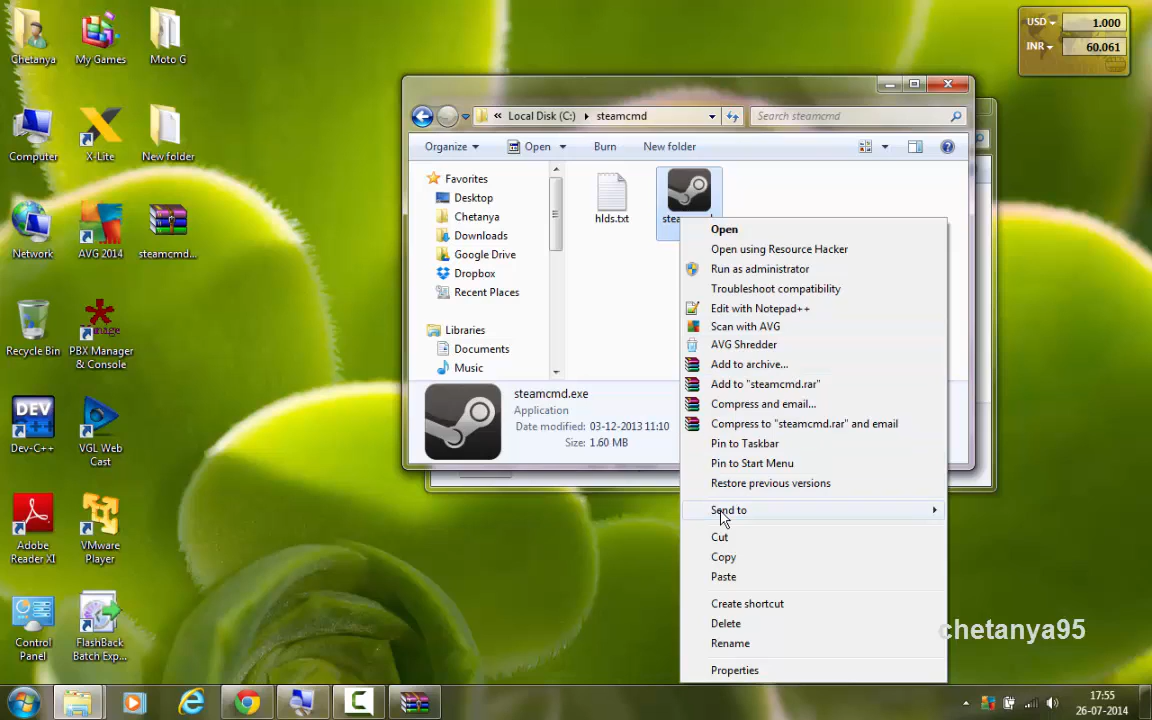 Chetanya
My Games
Moto G
Computer
X-Lite
New folder
Network
AVG 2014
steamcmd...
Recycle Bin
PBX Manager
& Console
Dev-C++
VGL Web
Cast
Adobe
Reader XI
VMware
Player
Control
Panel
FlashBack
Batch Exp...
USD
1.000
INR
60.061
« Local Disk (C:) steamcmd
Search steamcmd
Organize
Open
Burn
New folder
Favorites
Desktop
Chetanya
Downloads
Google Drive
Dropbox
Recent Places
Libraries
Documents
Music
hlds.txt
steamcmd.exe
Application
Date modified: 03-12-2013 11:10
Size: 1.60 MB
Open
Open using Resource Hacker
Run as administrator
Troubleshoot compatibility
Edit with Notepad++
Scan with AVG
AVG Shredder
Add to archive...
Add to "steamcmd.rar"
Compress and email...
Compress to "steamcmd.rar" and email
Pin to Taskbar
Pin to Start Menu
Restore previous versions
Send to
Cut
Copy
Paste
Create shortcut
Delete
Rename
Properties
chetanya95
17:55
26-07-2014